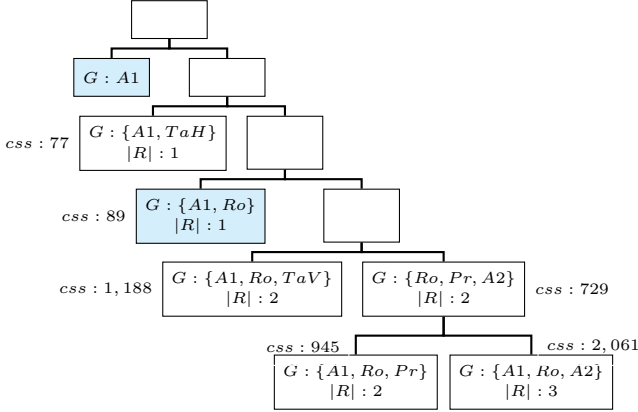 G : A1
G : {A1, TaH}
|R| : 1
css : 77
G : {A1, Ro}
|R| : 1
css : 89
G : {A1, Ro, TaV}
|R| : 2
css : 1, 188
G : {Ro, Pr, A2}
|R| : 2
css : 729
css : 945
G : {A1, Ro, Pr}
|R| : 2
css : 2, 061
G : {A1, Ro, A2}
|R| : 3